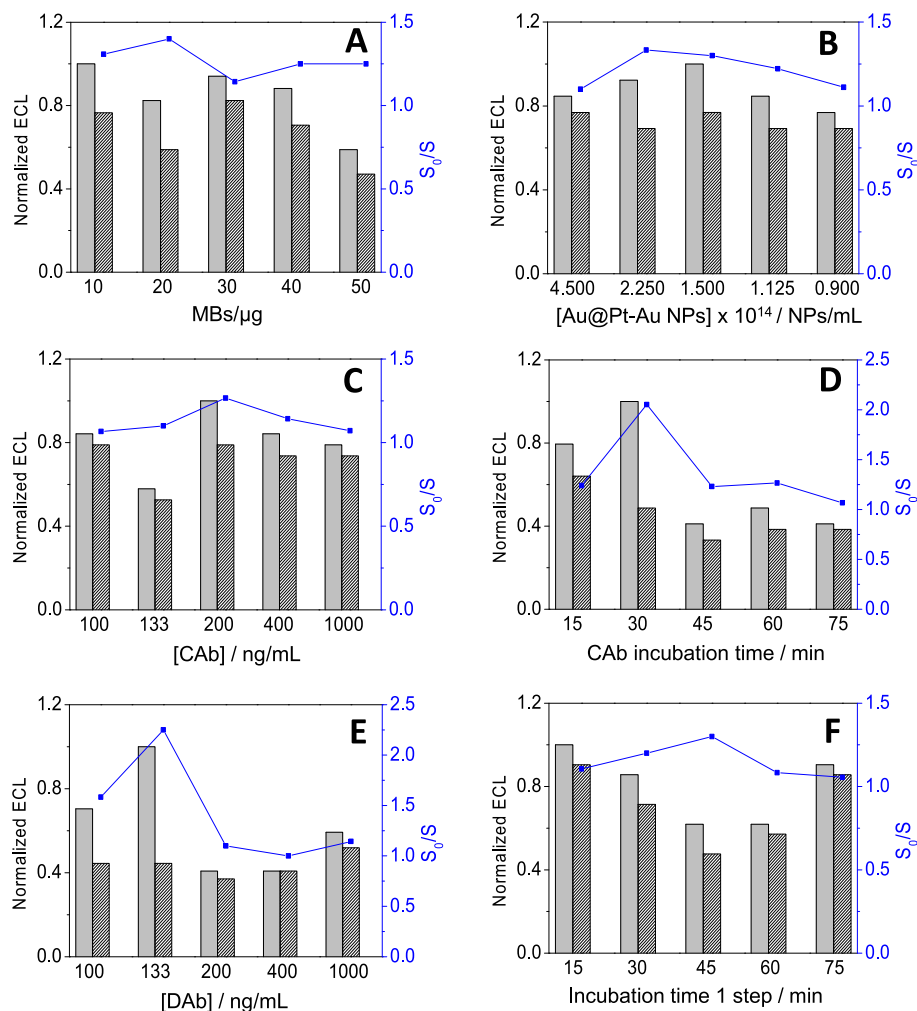 A
Normalized ECL
1.2
0.8
0.4
0.0
10 20 30 40 50
MBs/µg
1.5
1.0
0.5
0.0
S0/S
B
Normalized ECL
1.2
0.8
0.4
0.0
4.500 2.250 1.500 1.125 0.900
[Au@Pt-Au NPs] x 10¹⁴ / NPs/mL
1.5
1.0
0.5
0.0
S0/S
C
Normalized ECL
1.2
0.8
0.4
0.0
100 133 200 400 1000
[CAb] / ng/mL
1.5
1.0
0.5
0.0
S0/S
D
Normalized ECL
1.2
0.8
0.4
0.0
15 30 45 60 75
CAb incubation time / min
2.5
2.0
1.5
1.0
0.5
0.0
S0/S
E
Normalized ECL
1.2
0.8
0.4
0.0
100 133 200 400 1000
[DAb] / ng/mL
2.5
2.0
1.5
1.0
0.5
0.0
S0/S
F
Normalized ECL
1.2
0.8
0.4
0.0
15 30 45 60 75
Incubation time 1 step / min
1.5
1.0
0.5
0.0
S0/S